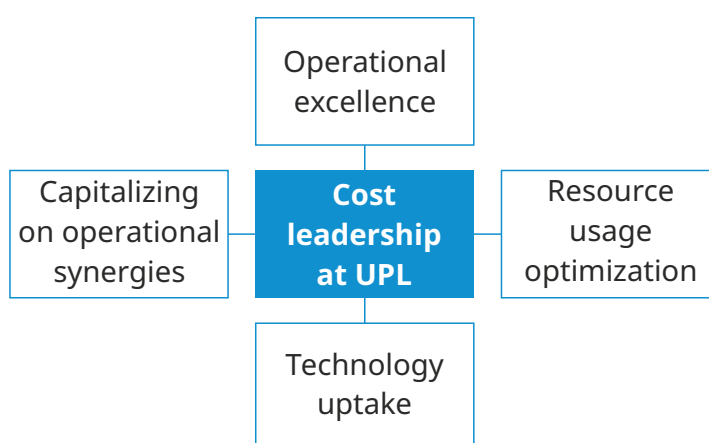 Operational
excellence
Capitalizing
on operational
synergies
Cost
leadership
at UPL
Resource
usage
optimization
Technology
uptake